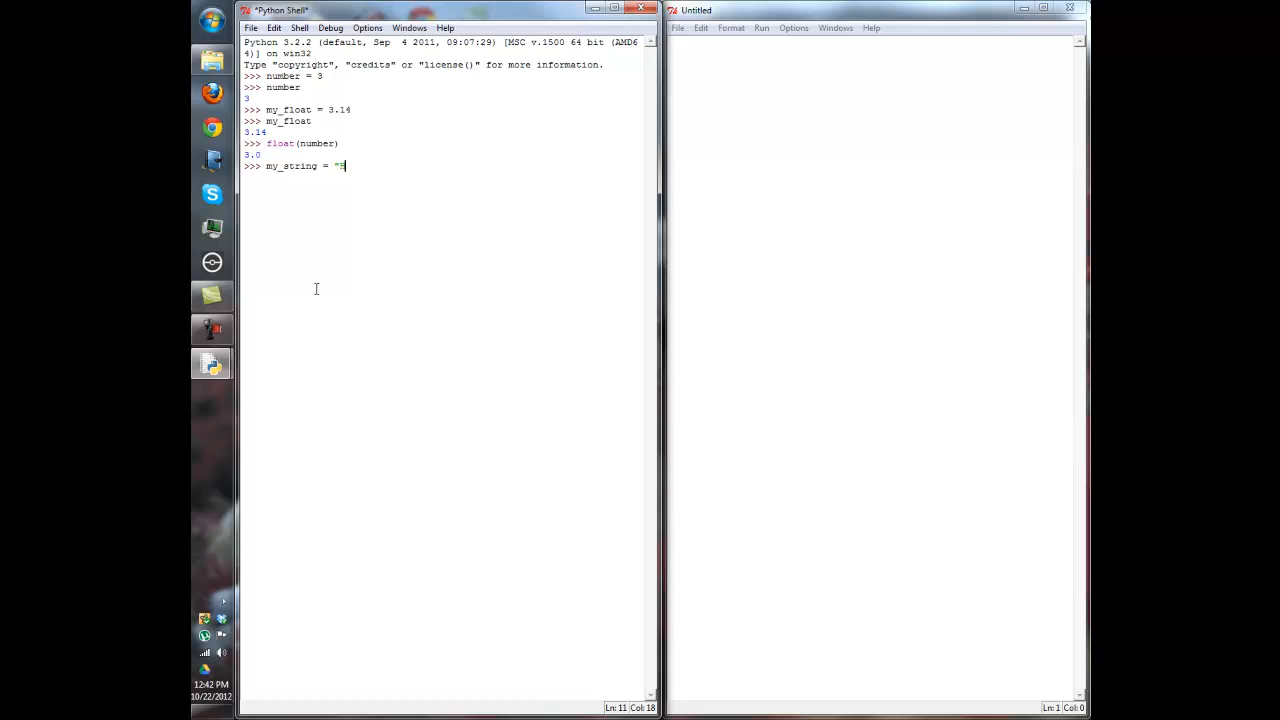 *Python Shell*
File Edit Shell Debug Options Windows Help
Python 3.2.2 (default, Sep  4 2011, 09:07:29) [MSC v.1500 64 bit (AMD6
4)] on win32
Type "copyright", "credits" or "license()" for more information.
>>> number = 3
>>> number
3
>>> my_float = 3.14
>>> my_float
3.14
>>> float(number)
3.0
>>> my_string = "H
Ln: 11 Col: 18
Untitled
File Edit Format Run Options Windows Help
Ln: 1 Col: 0
12:42 PM
10/22/2012